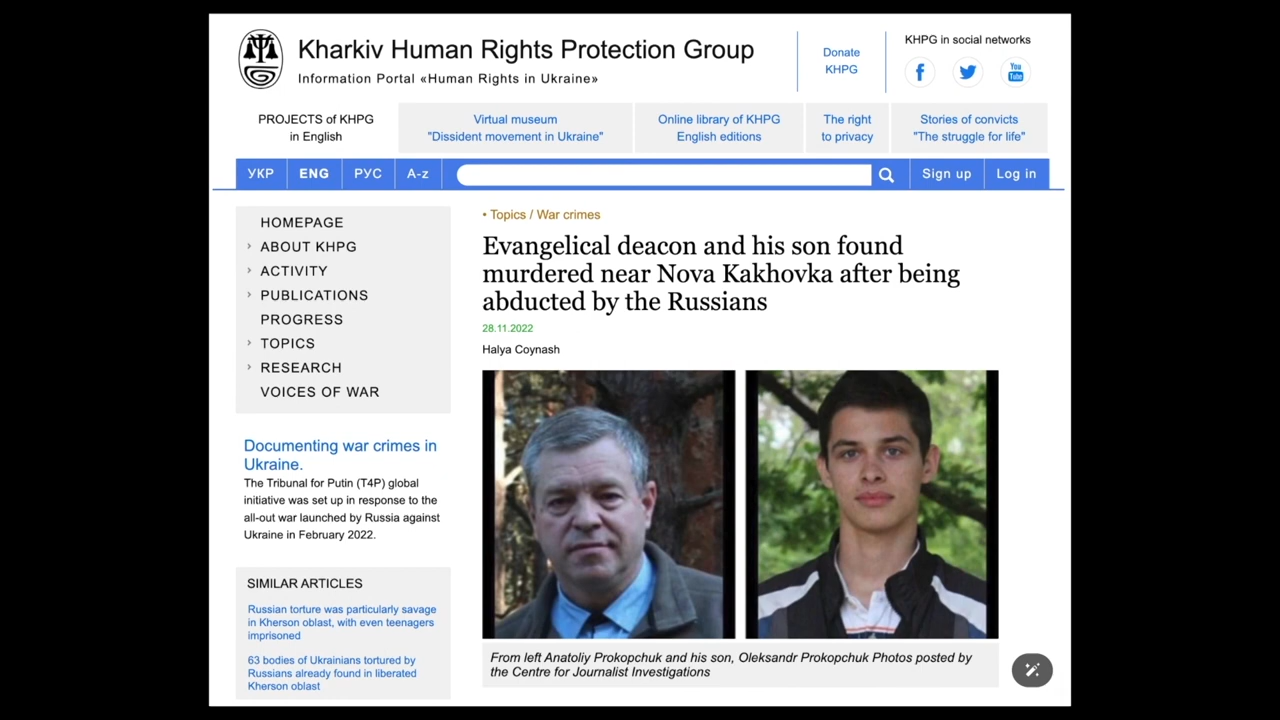 Kharkiv Human Rights Protection Group
Information Portal «Human Rights in Ukraine»
Donate
KHPG
KHPG in social networks
You
Tube
PROJECTS of KHPG
in English
Virtual museum
"Dissident movement in Ukraine"
Online library of KHPG
English editions
The right
to privacy
Stories of convicts
"The struggle for life"
УКР
ENG
РУС
A-z
Sign up
Log in
HOMEPAGE
ABOUT KHPG
ACTIVITY
PUBLICATIONS
PROGRESS
TOPICS
RESEARCH
VOICES OF WAR
Documenting war crimes in
Ukraine.
The Tribunal for Putin (T4P) global
initiative was set up in response to the
all-out war launched by Russia against
Ukraine in February 2022.
SIMILAR ARTICLES
Russian torture was particularly savage
in Kherson oblast, with even teenagers
imprisoned
63 bodies of Ukrainians tortured by
Russians already found in liberated
Kherson oblast
• Topics / War crimes
Evangelical deacon and his son found
murdered near Nova Kakhovka after being
abducted by the Russians
28.11.2022
Halya Coynash
From left Anatoliy Prokopchuk and his son, Oleksandr Prokopchuk Photos posted by
the Centre for Journalist Investigations